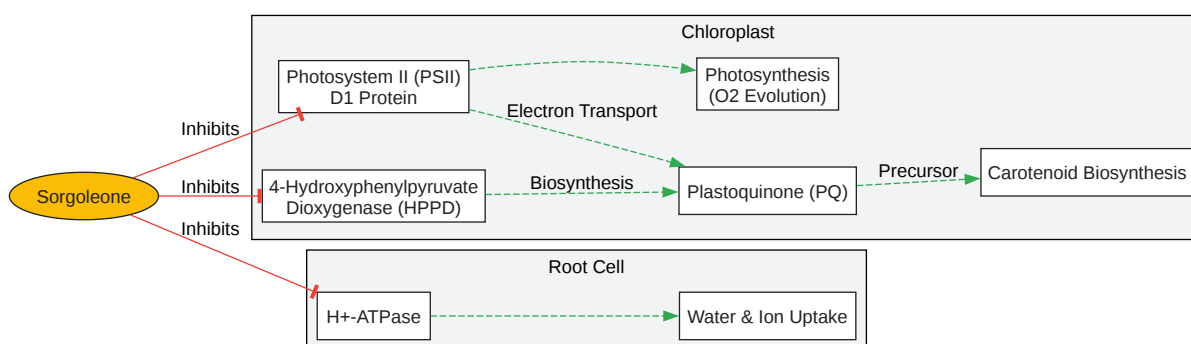 Chloroplast
Photosystem II (PSII)
D1 Protein
Photosynthesis
(O2 Evolution)
Electron Transport
Inhibits
Sorgoleone
Inhibits
4-Hydroxyphenylpyruvate
Dioxygenase (HPPD)
Biosynthesis
Plastoquinone (PQ)
Precursor
Carotenoid Biosynthesis
Inhibits
Root Cell
H+-ATPase
Water & Ion Uptake